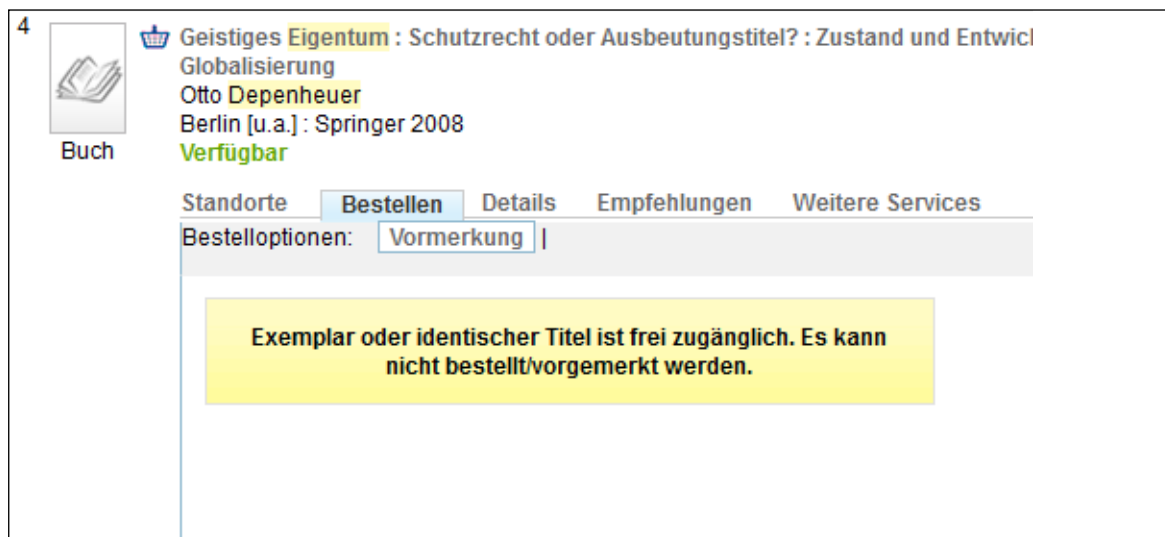 4
Geistiges Eigentum : Schutzrecht oder Ausbeutungstitel? : Zustand und Entwicl
Globalisierung
Otto Depenheuer
Berlin [u.a.] : Springer 2008
Buch
Verfügbar
Standorte Bestellen Details Empfehlungen Weitere Services
Bestelloptionen: Vormerkung |
Exemplar oder identischer Titel ist frei zugänglich. Es kann
nicht bestellt/vorgemerkt werden.